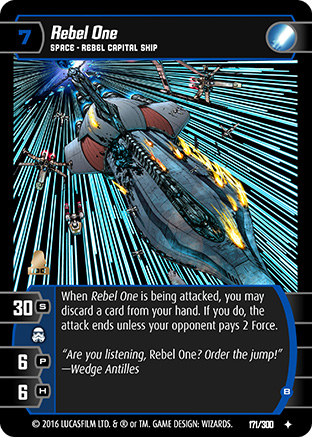 7
Rebel One
SPACE • REBEL CAPITAL SHIP
30 S
6 P
6 H
When Rebel One is being attacked, you may
discard a card from your hand. If you do, the
attack ends unless your opponent pays 2 Force.
“Are you listening, Rebel One? Order the jump!”
—Wedge Antilles
B
© 2016 LUCASFILM LTD. & ® OR TM. GAME DESIGN: WIZARDS.
171/300